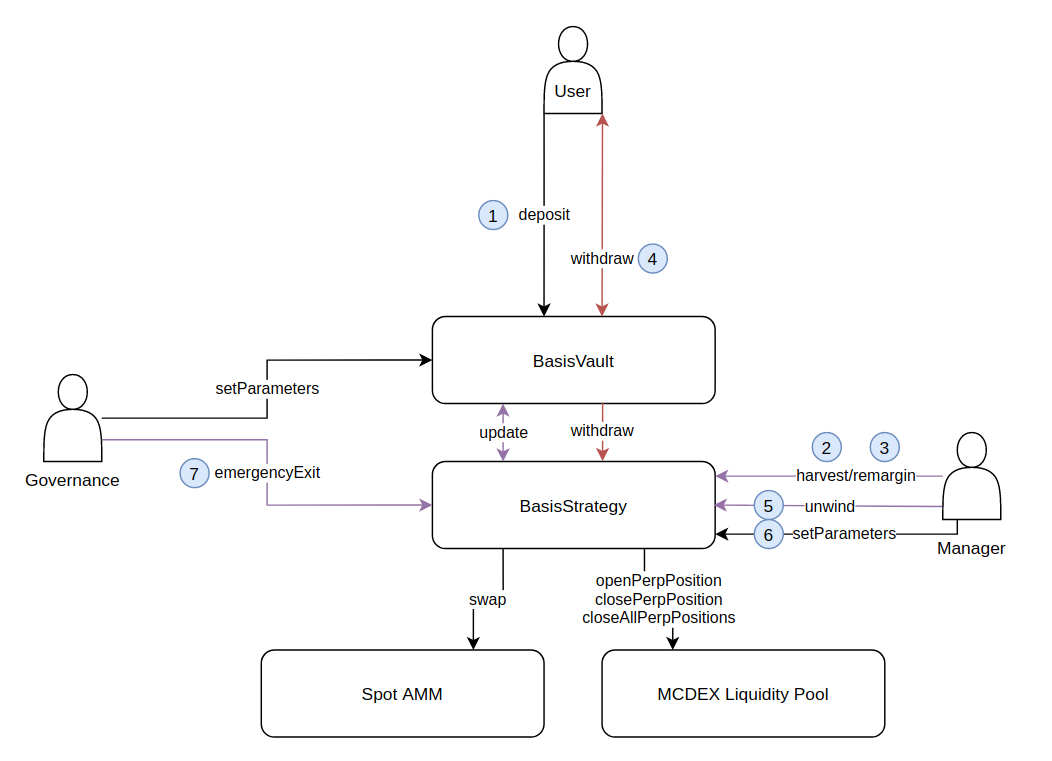 User
1
deposit
withdraw
4
BasisVault
setParameters
Governance
update
withdraw
7
emergencyExit
BasisStrategy
2
3
harvest/remargin
5
unwind
6
setParameters
Manager
swap
openPerpPosition
closePerpPosition
closeAllPerpPositions
Spot AMM
MCDEX Liquidity Pool